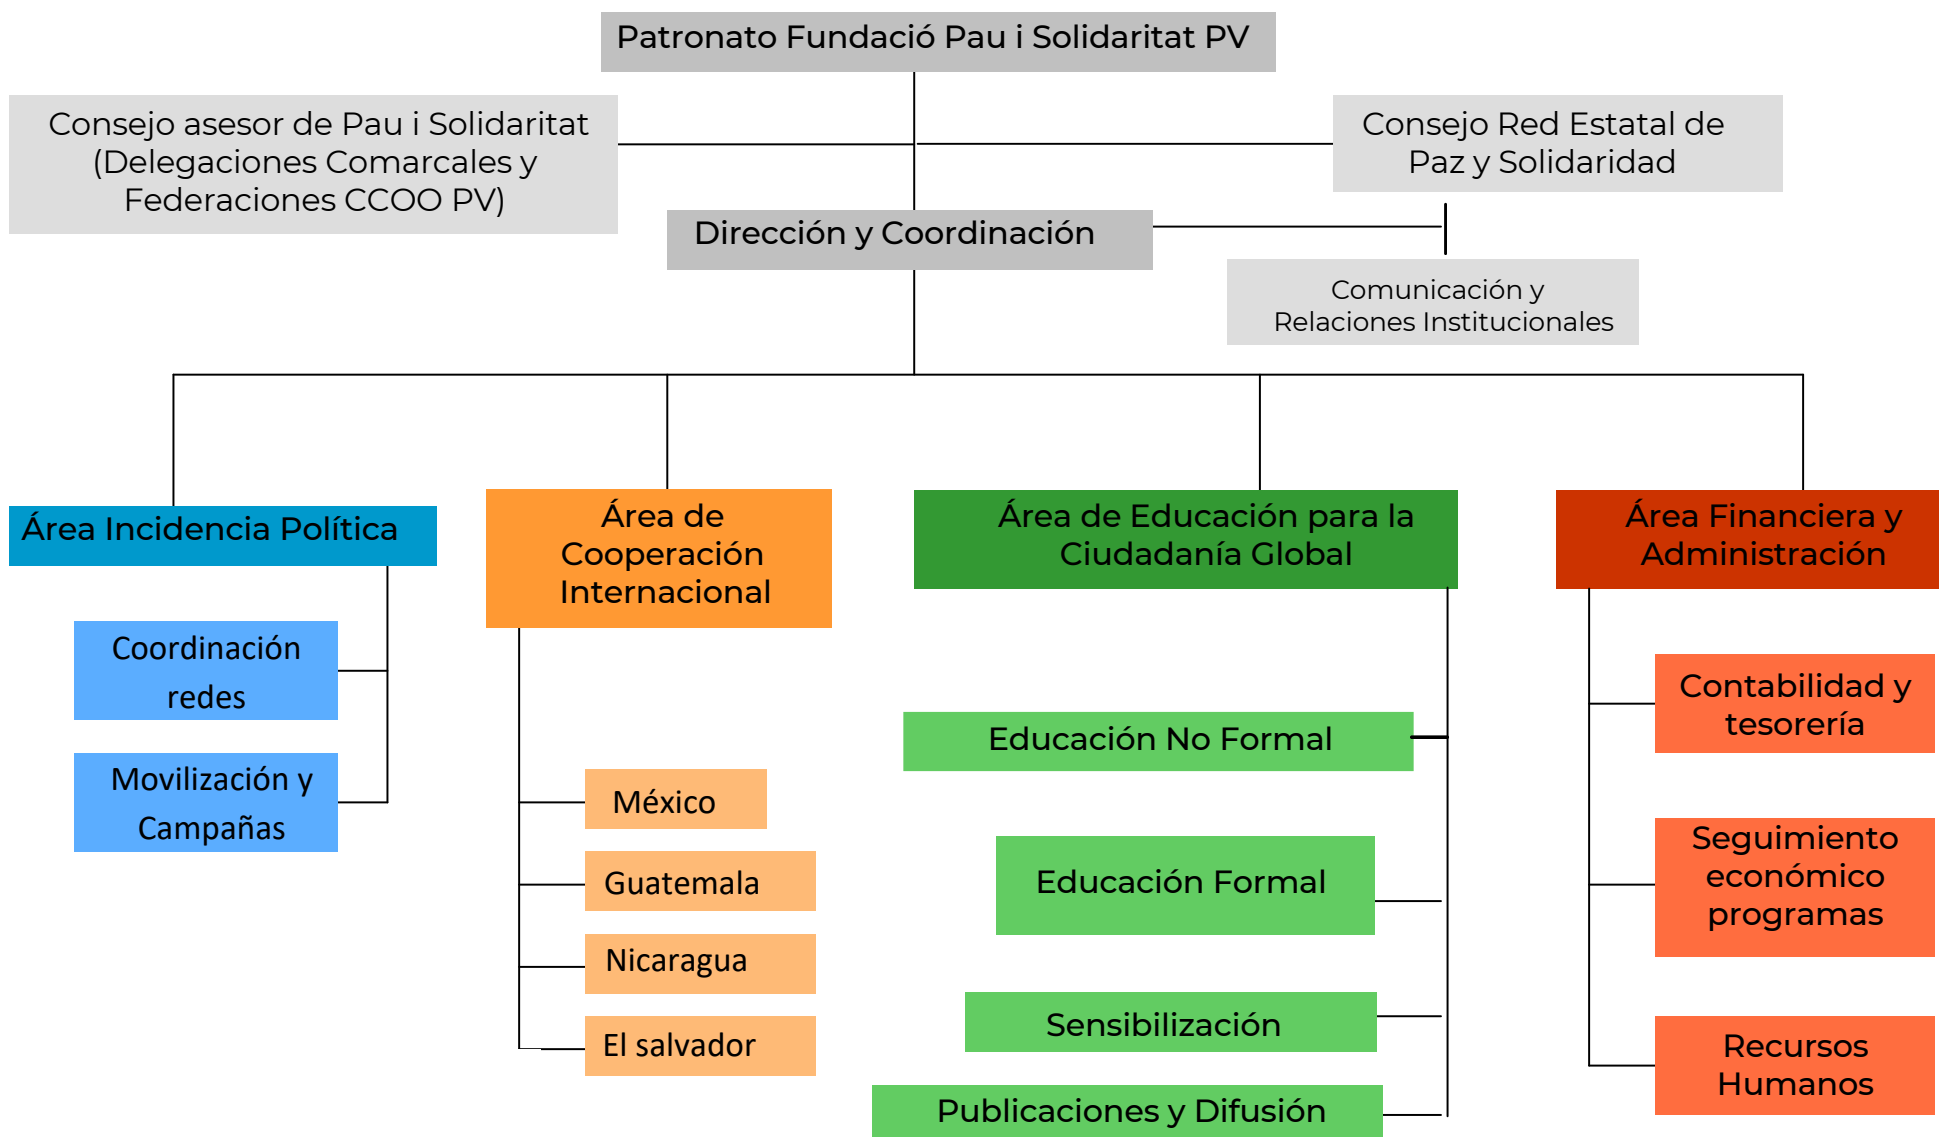 Patronato Fundació Pau i Solidaritat PV
Consejo asesor de Pau i Solidaritat
(Delegaciones Comarcales y
Federaciones CCOO PV)
Consejo Red Estatal de
Paz y Solidaridad
Dirección y Coordinación
Comunicación y
Relaciones Institucionales
Área Incidencia Política
Coordinación
redes
Movilización y
Campañas
Área de
Cooperación
Internacional
México
Guatemala
Nicaragua
El salvador
Área de Educación para la
Ciudadanía Global
Educación No Formal
Educación Formal
Sensibilización
Publicaciones y Difusión
Área Financiera y
Administración
Contabilidad y
tesorería
Seguimiento
económico
programas
Recursos
Humanos